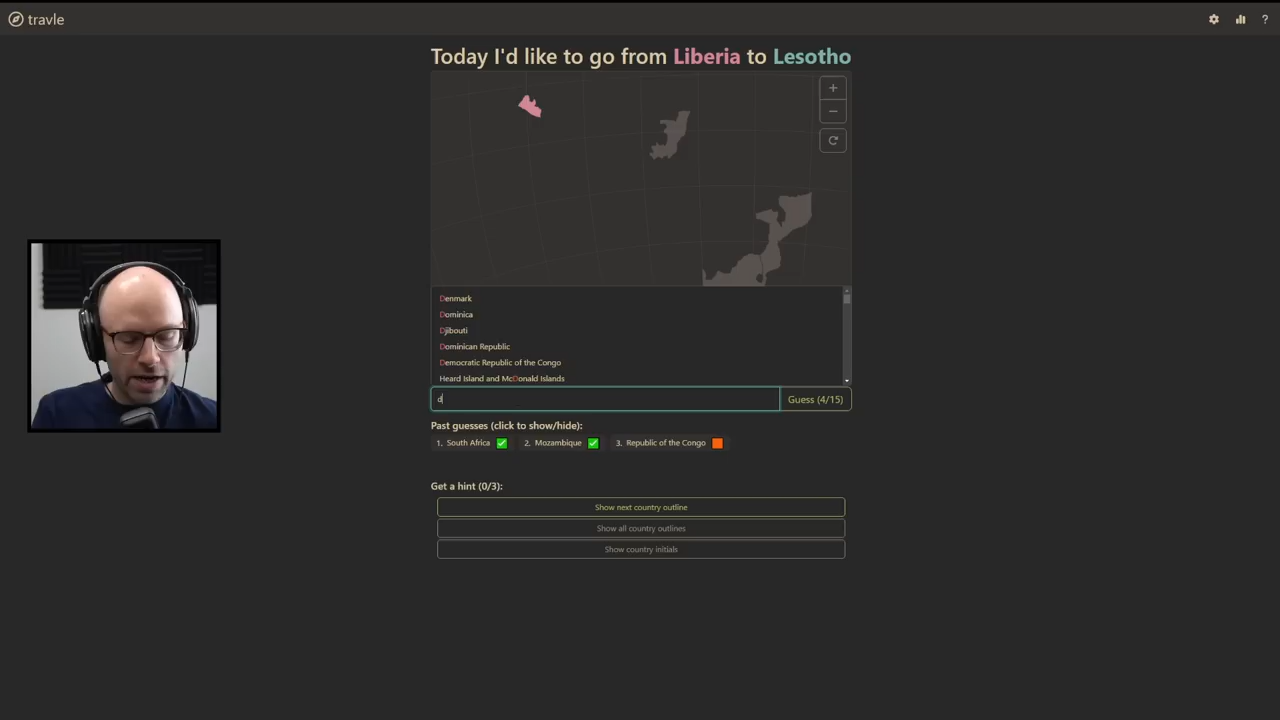 travle
?
Today I'd like to go from Liberia to Lesotho
+
−
Denmark
Dominica
Djibouti
Dominican Republic
Democratic Republic of the Congo
Heard Island and McDonald Islands
d
Guess (4/15)
Past guesses (click to show/hide):
1. South Africa 2. Mozambique 3. Republic of the Congo
Get a hint (0/3):
Show next country outline
Show all country outlines
Show country initials